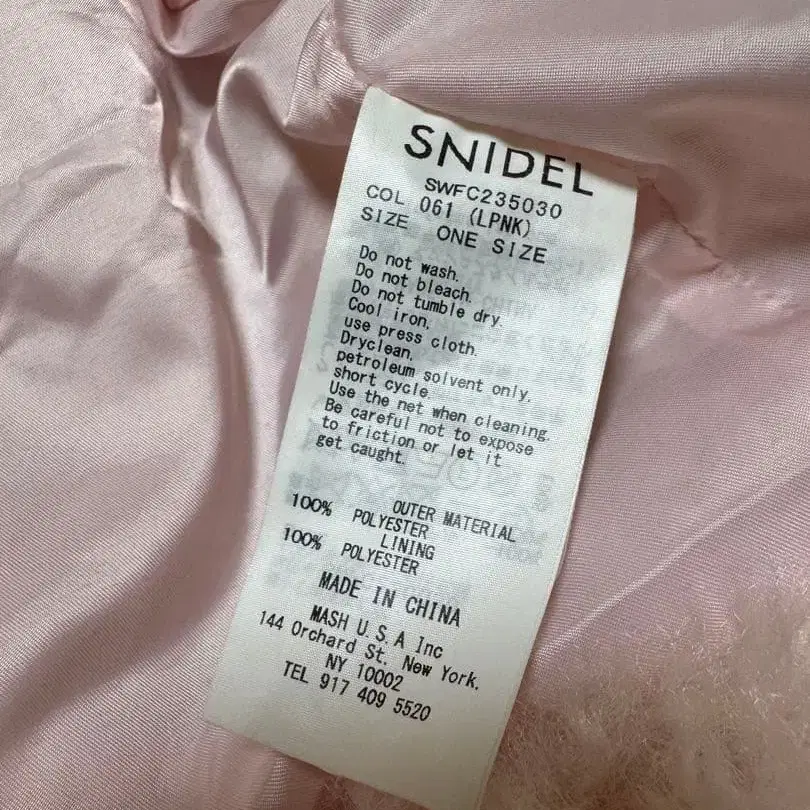 SNIDEL
SWFC235030
COL 061 (LPNK)
SIZE ONE SIZE
Do not wash.
Do not bleach.
Do not tumble dry.
Cool iron,
use press cloth.
Dryclean,
petroleum solvent only,
short cycle.
Use the net when cleaning.
Be careful not to expose
to friction or let it
get caught.
OUTER MATERIAL
100% POLYESTER
LINING
100% POLYESTER
MADE IN CHINA
MASH U.S.A Inc
144 Orchard St. New York.
NY 10002
TEL 917 409 5520